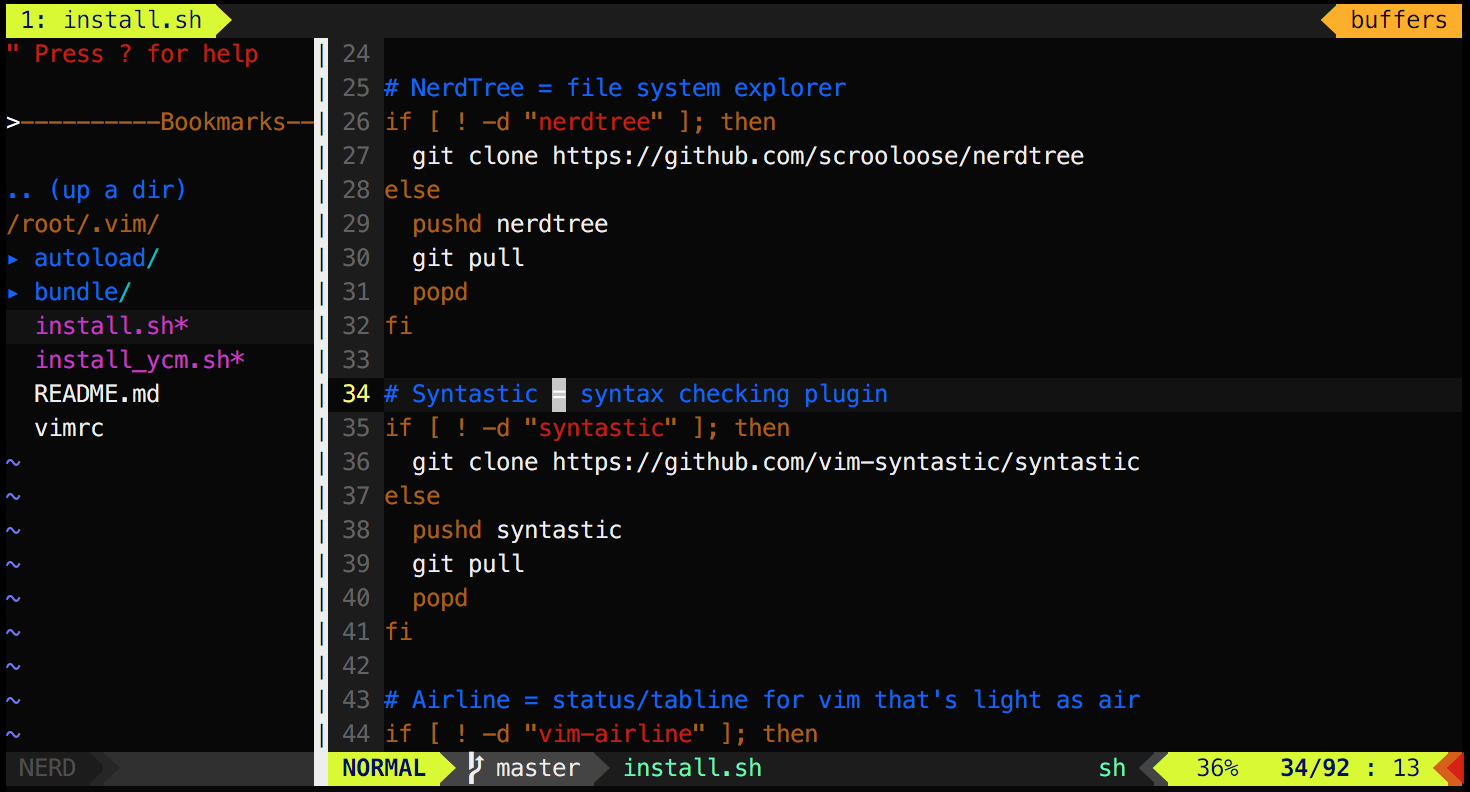 1: install.sh buffers
" Press ? for help
>----------Bookmarks--
.. (up a dir)
/root/.vim/
▸ autoload/
▸ bundle/
install.sh*
install_ycm.sh*
README.md
vimrc
~
~
~
~
~
~
~
~
~
24
25 # NerdTree = file system explorer
26 if [ ! -d "nerdtree" ]; then
27 git clone https://github.com/scrooloose/nerdtree
28 else
29 pushd nerdtree
30 git pull
31 popd
32 fi
33
34 # Syntastic = syntax checking plugin
35 if [ ! -d "syntastic" ]; then
36 git clone https://github.com/vim-syntastic/syntastic
37 else
38 pushd syntastic
39 git pull
40 popd
41 fi
42
43 # Airline = status/tabline for vim that's light as air
44 if [ ! -d "vim-airline" ]; then
NERD NORMAL master install.sh sh 36% 34/92 : 13